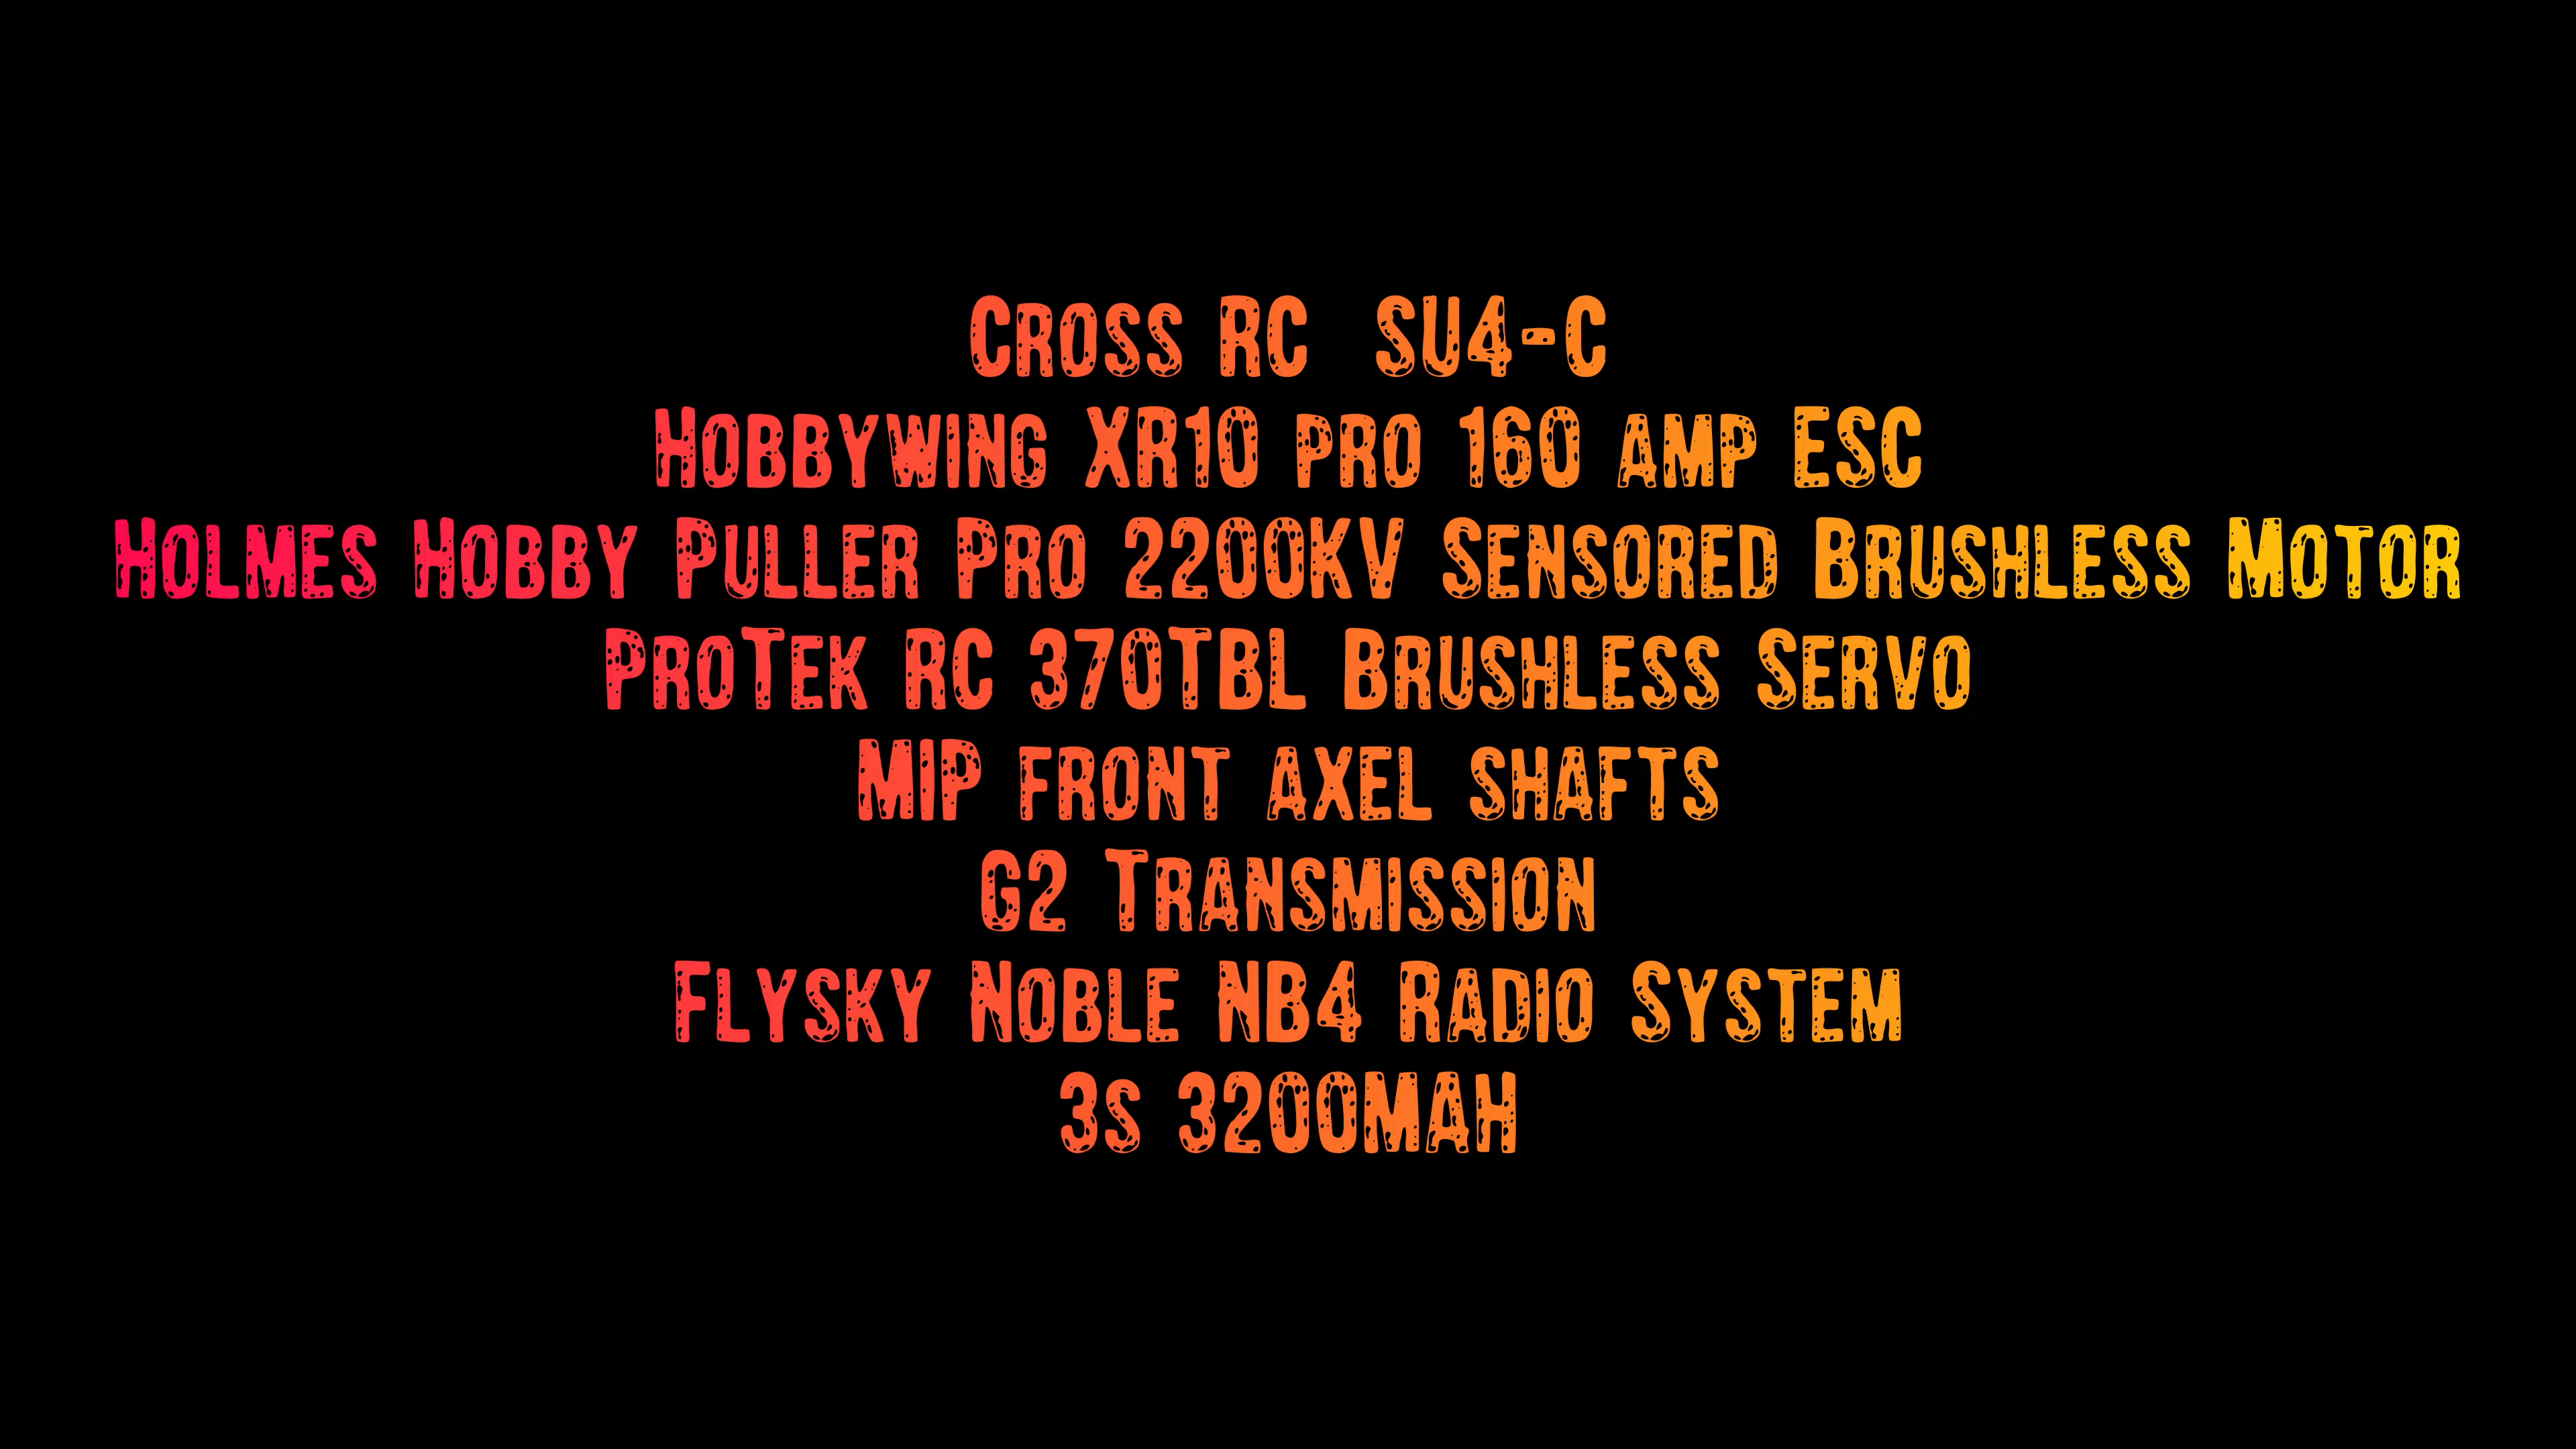 Cross RC SU4-C
Hobbywing XR10 pro 160 amp ESC
Holmes Hobby Puller Pro 2200KV Sensored Brushless Motor
ProTek RC 370TBL Brushless Servo
MIP front axel shafts
G2 Transmission
Flysky Noble NB4 Radio System
3s 3200MAH